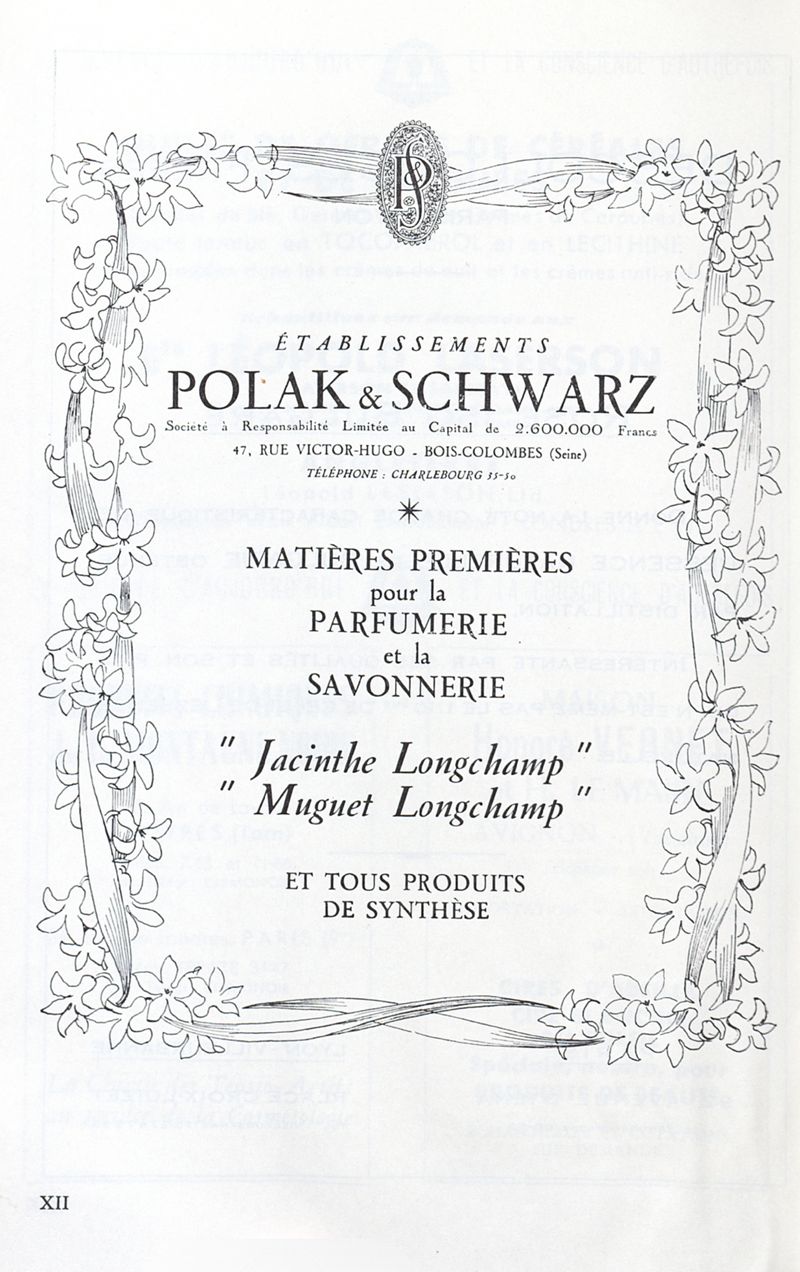 P&S
ÉTABLISSEMENTS
POLAK & SCHWARZ
Société à Responsabilité Limitée au Capital de 2.600.000 Francs
47, RUE VICTOR-HUGO - BOIS-COLOMBES (Seine)
TÉLÉPHONE : CHARLEBOURG 35-50
MATIÈRES PREMIÈRES
pour la
PARFUMERIE
et la
SAVONNERIE
" Jacinthe Longchamp "
" Muguet Longchamp "
ET TOUS PRODUITS
DE SYNTHÈSE
XII